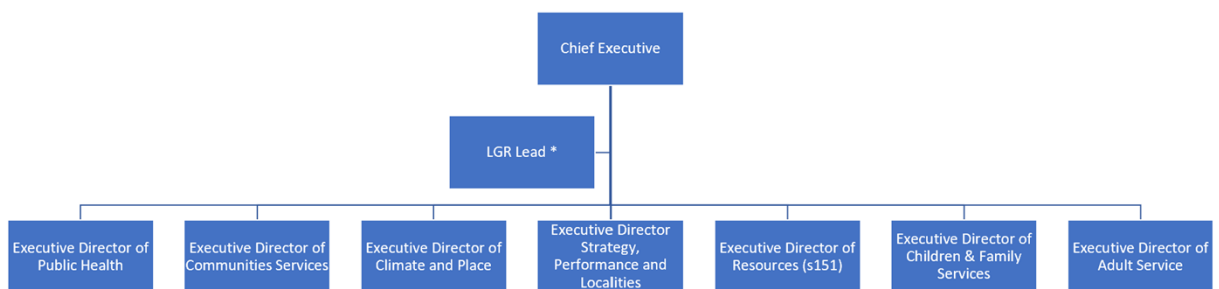 Chief Executive
LGR Lead *
Executive Director of
Public Health
Executive Director of
Communities Services
Executive Director of
Climate and Place
Executive Director
Strategy,
Performance and
Localities
Executive Director of
Resources (s151)
Executive Director of
Children & Family
Services
Executive Director of
Adult Service